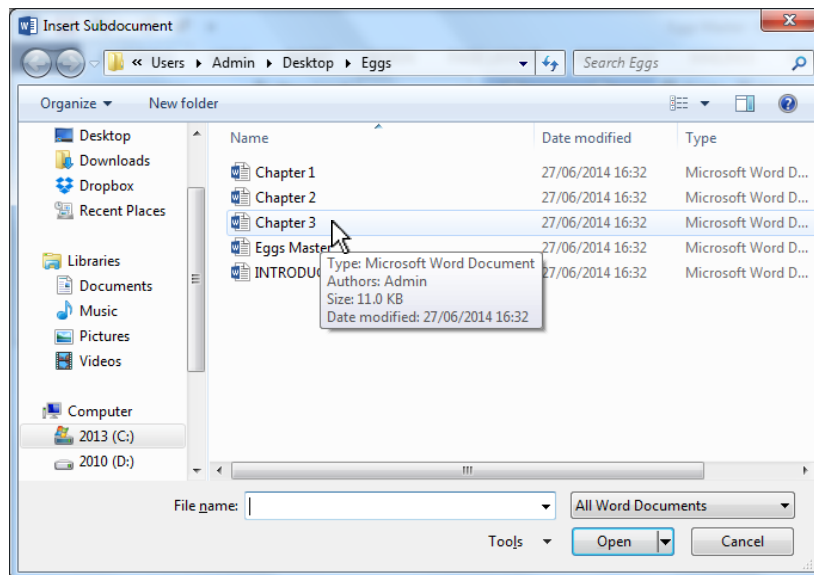 Insert Subdocument
« Users ▸ Admin ▸ Desktop ▸ Eggs
Search Eggs
Organize ▾ New folder
Desktop
Downloads
Dropbox
Recent Places
Libraries
Documents
Music
Pictures
Videos
Computer
2013 (C:)
2010 (D:)
Name Date modified Type
Chapter 1 27/06/2014 16:32 Microsoft Word D...
Chapter 2 27/06/2014 16:32 Microsoft Word D...
Chapter 3 27/06/2014 16:32 Microsoft Word D...
Eggs Master 27/06/2014 16:32 Microsoft Word D...
27/06/2014 16:32 Microsoft Word D...
Type: Microsoft Word Document
Authors: Admin
Size: 11.0 KB
Date modified: 27/06/2014 16:32
File name:
All Word Documents
Tools ▾ Open Cancel